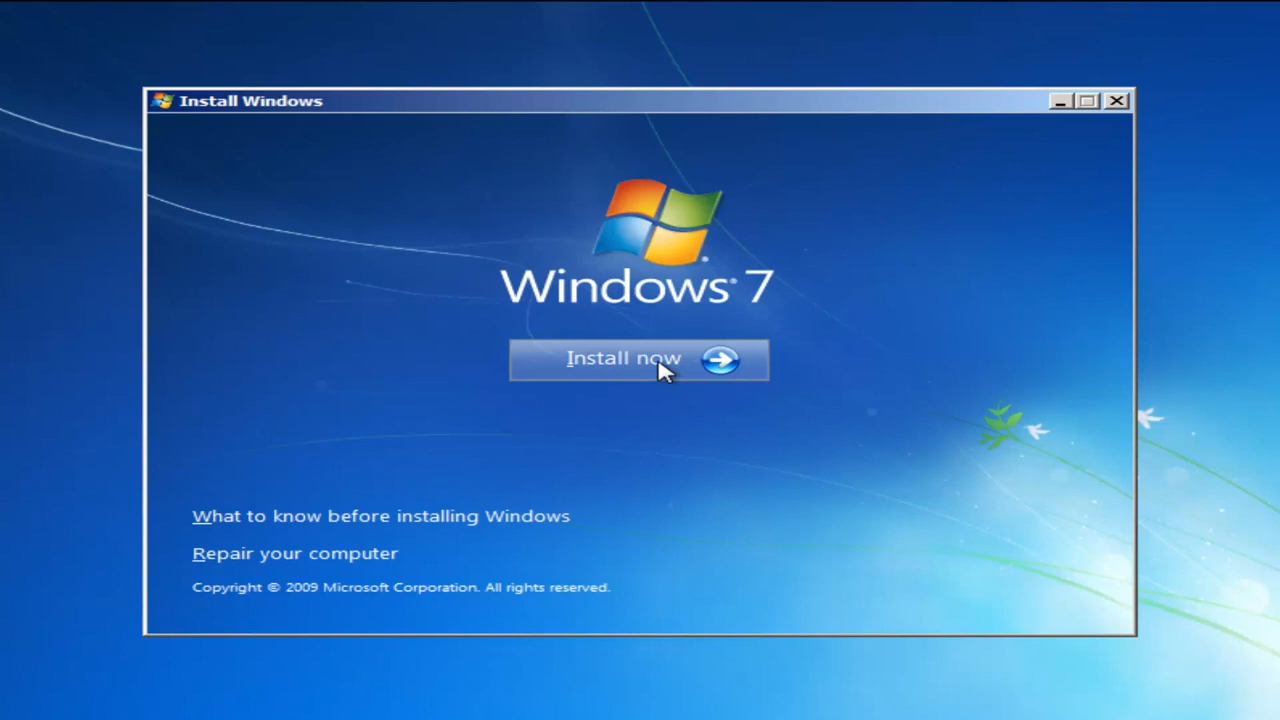 Install Windows
Windows® 7
Install now
What to know before installing Windows
Repair your computer
Copyright © 2009 Microsoft Corporation. All rights reserved.